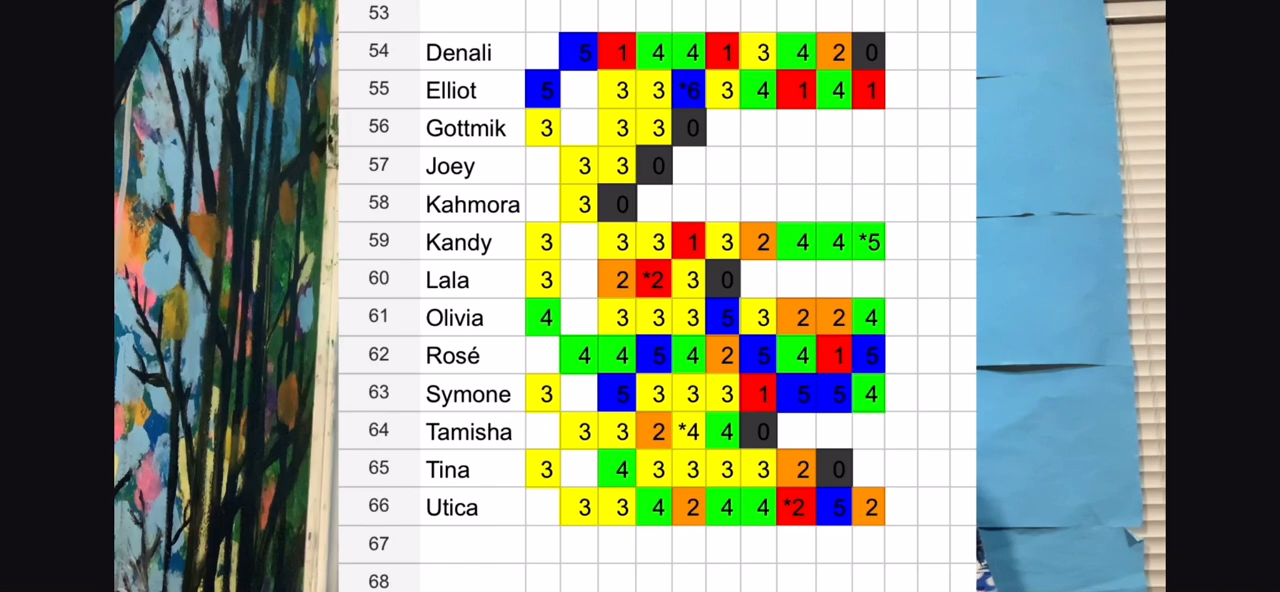 53
54 Denali 5 1 4 4 1 3 4 2 0
55 Elliot 5 3 3 *6 3 4 1 4 1
56 Gottmik 3 3 3 0
57 Joey 3 3 0
58 Kahmora 3 0
59 Kandy 3 3 3 1 3 2 4 4 *5
60 Lala 3 2 *2 3 0
61 Olivia 4 3 3 3 5 3 2 2 4
62 Rosé 4 4 5 4 2 5 4 1 5
63 Symone 3 5 3 3 3 1 5 5 4
64 Tamisha 3 3 2 *4 4 0
65 Tina 3 4 3 3 3 3 2 0
66 Utica 3 3 4 2 4 4 *2 5 2
67
68